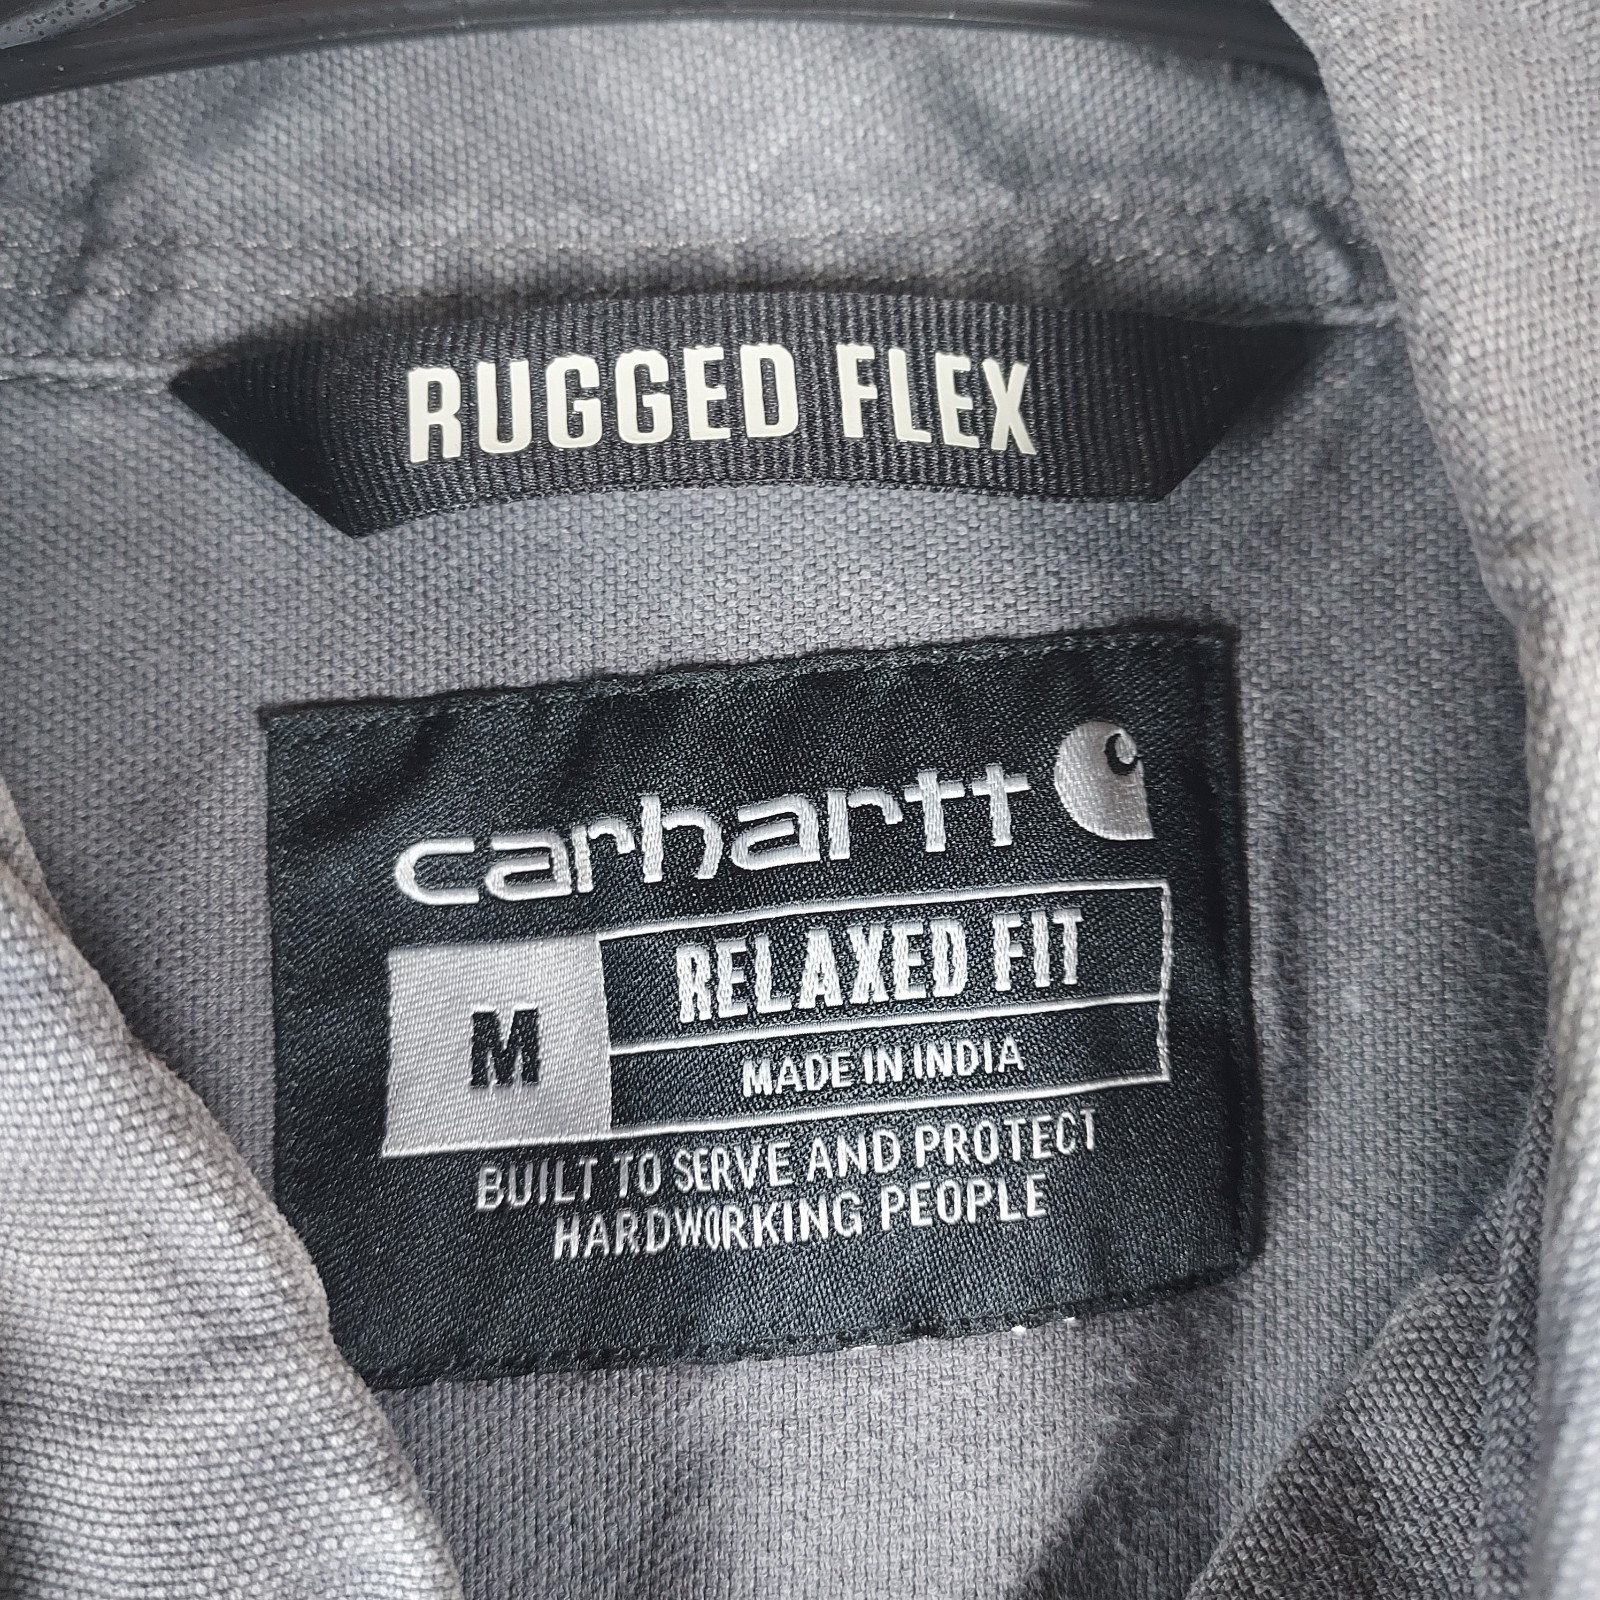 RUGGED FLEX
carhartt
M
RELAXED FIT
MADE IN INDIA
BUILT TO SERVE AND PROTECT
HARDWORKING PEOPLE